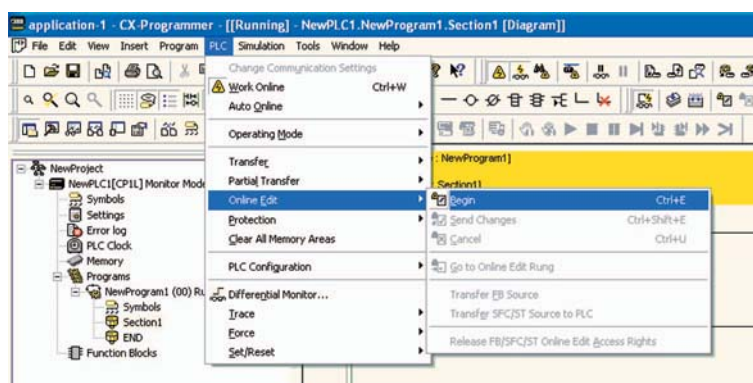 application-1 - CX-Programmer - [[Running] - NewPLC1.NewProgram1.Section1 [Diagram]]
File Edit View Insert Program PLC Simulation Tools Window Help
Change Communication Settings
Work Online Ctrl+W
Auto Online
Operating Mode
Transfer
Partial Transfer
Online Edit
Protection
Clear All Memory Areas
PLC Configuration
Differential Monitor...
Trace
Force
Set/Reset
Begin Ctrl+E
Send Changes Ctrl+Shift+E
Cancel Ctrl+U
Go to Online Edit Rung
Transfer FB Source
Transfer SFC/ST Source to PLC
Release FB/SFC/ST Online Edit Access Rights
: NewProgram1]
: Section1]
NewProject
NewPLC1[CP1L] Monitor Mode
Symbols
Settings
Error log
PLC Clock
Memory
Programs
NewProgram1 (00) Ru
Symbols
Section1
END
Function Blocks